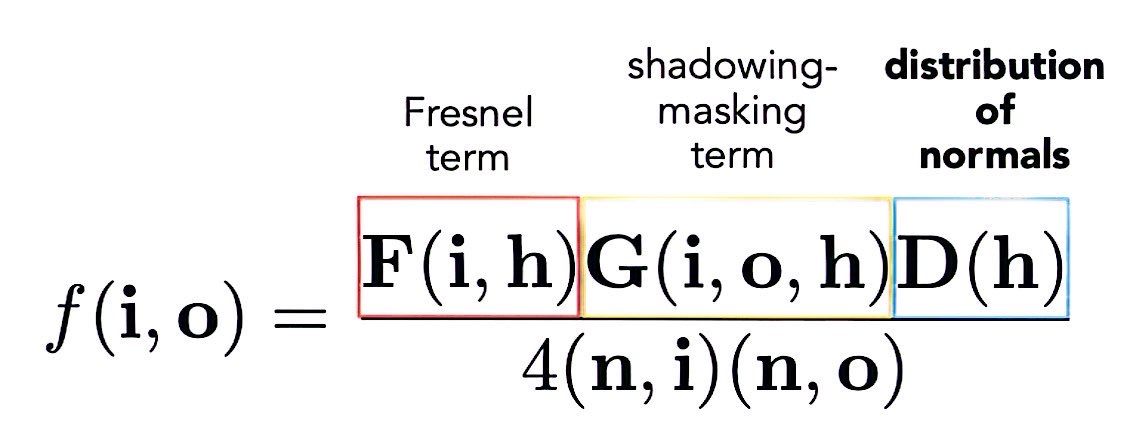 Fresnel
term
shadowing-
masking
term
distribution
of
normals
f(i, o) =
F(i, h)G(i, o, h)D(h)
4(n, i)(n, o)